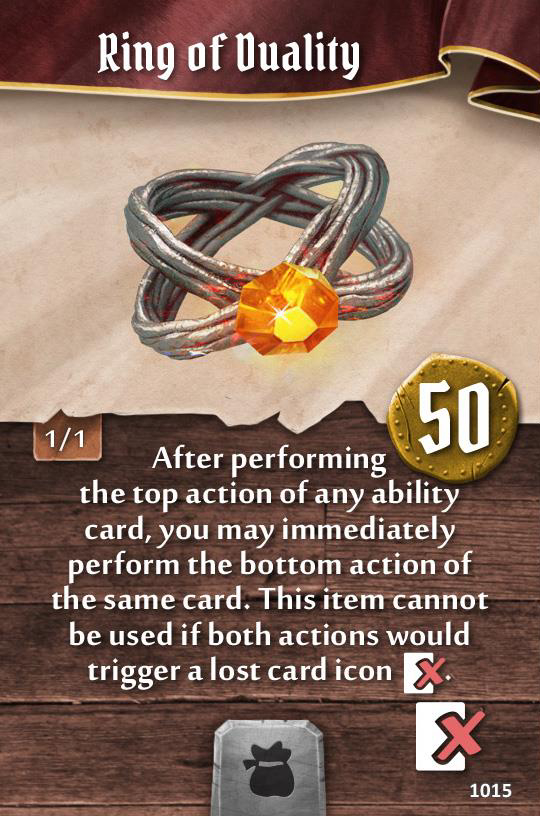 Ring of Duality
50
1/1
After performing
the top action of any ability
card, you may immediately
perform the bottom action of
the same card. This item cannot
be used if both actions would
trigger a lost card icon .
1015